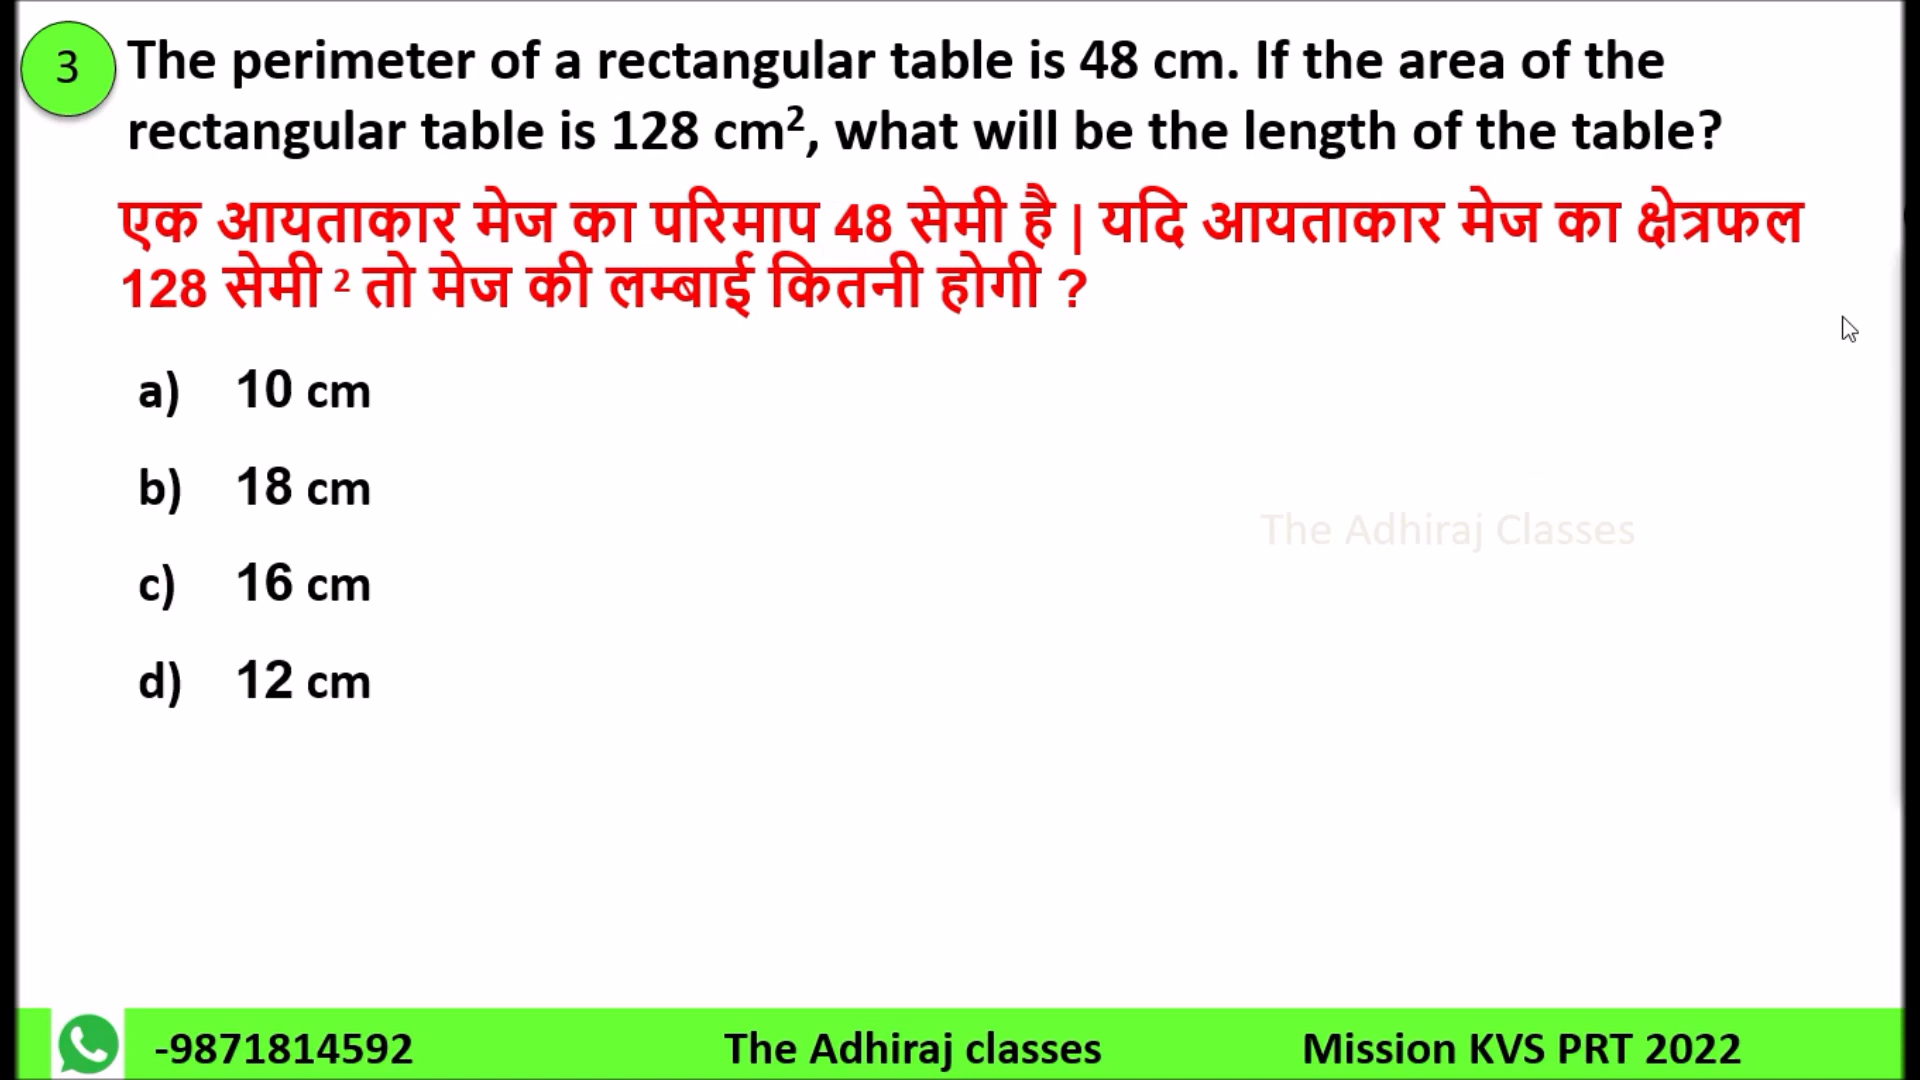 3
The perimeter of a rectangular table is 48 cm. If the area of the
rectangular table is 128 cm², what will be the length of the table?
एक आयताकार मेज का परिमाप 48 सेमी है | यदि आयताकार मेज का क्षेत्रफल
128 सेमी ² तो मेज की लम्बाई कितनी होगी ?
a) 10 cm
b) 18 cm
The Adhiraj Classes
c) 16 cm
d) 12 cm
-9871814592 The Adhiraj classes Mission KVS PRT 2022